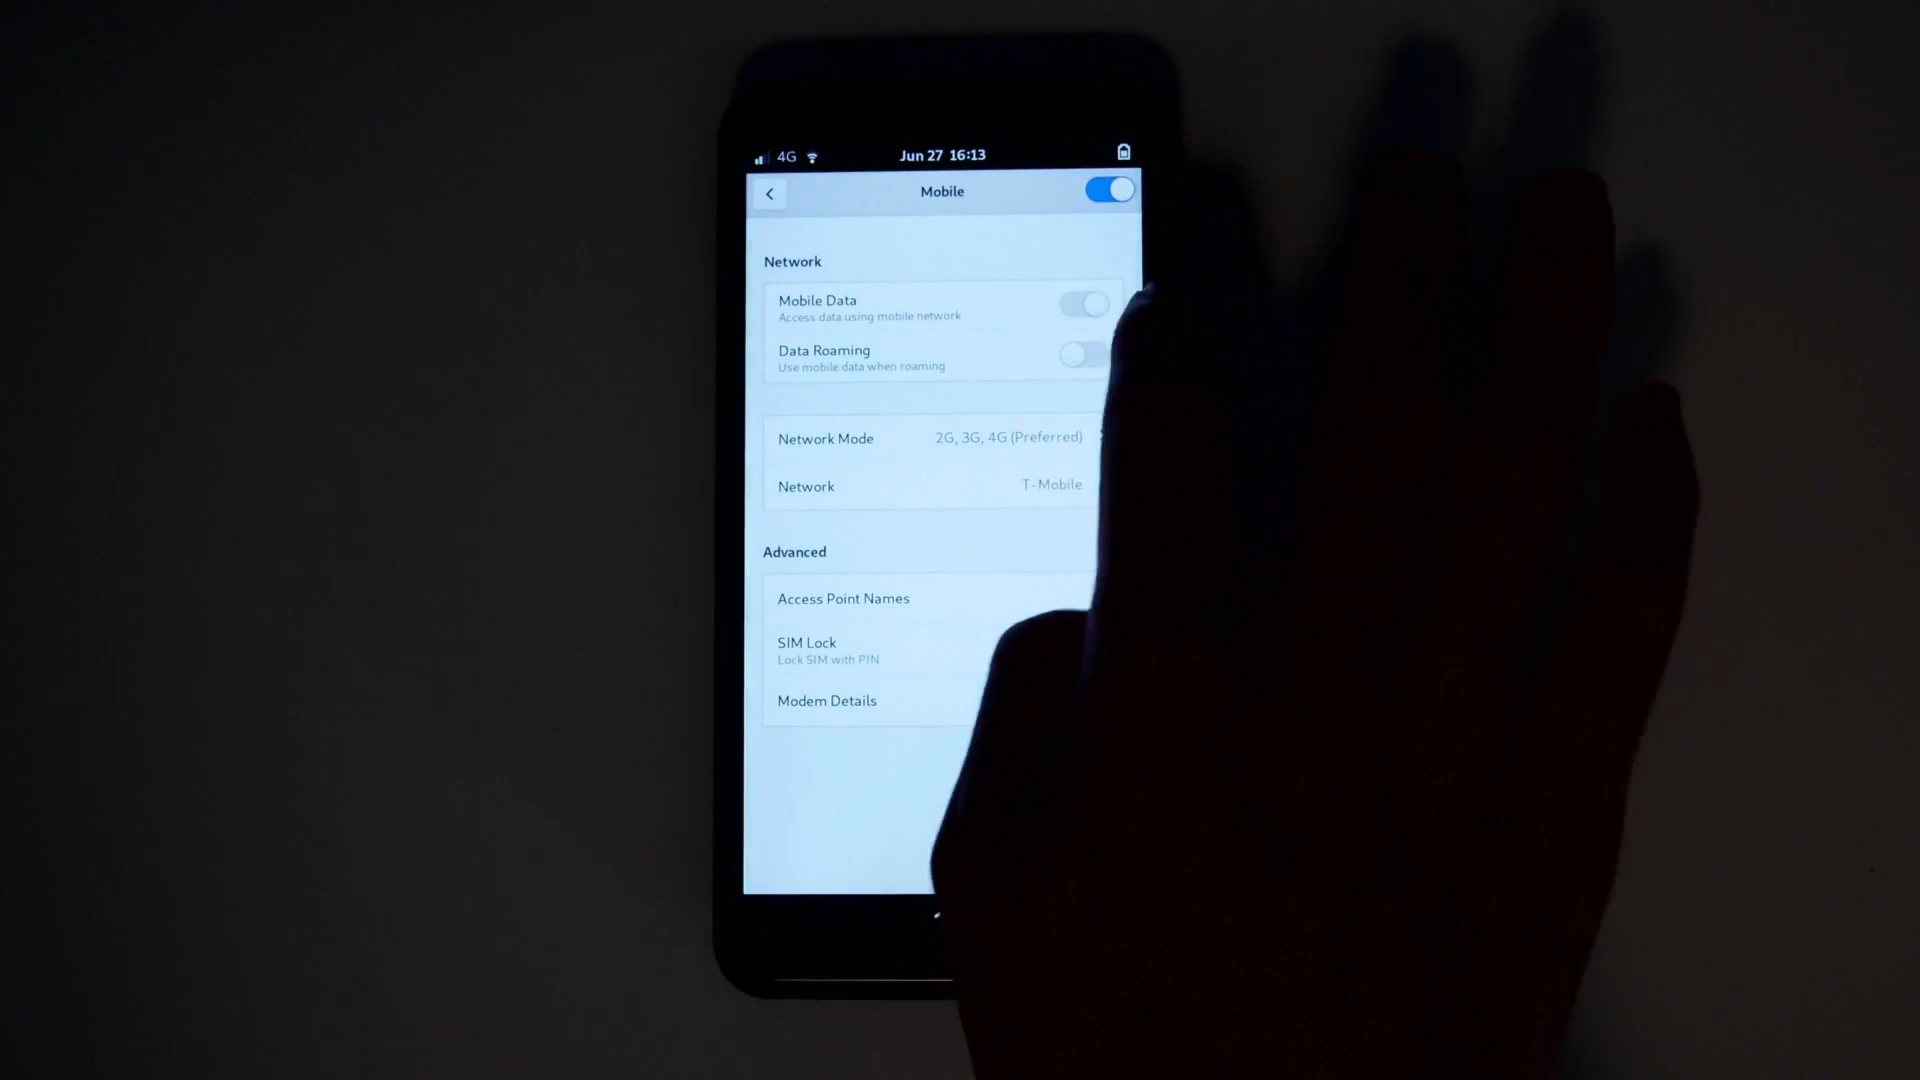 4G Jun 27 16:13
Mobile
Network
Mobile Data
Access data using mobile network
Data Roaming
Use mobile data when roaming
Network Mode 2G, 3G, 4G (Preferred)
Network T-Mobile
Advanced
Access Point Names
SIM Lock
Lock SIM with PIN
Modem Details